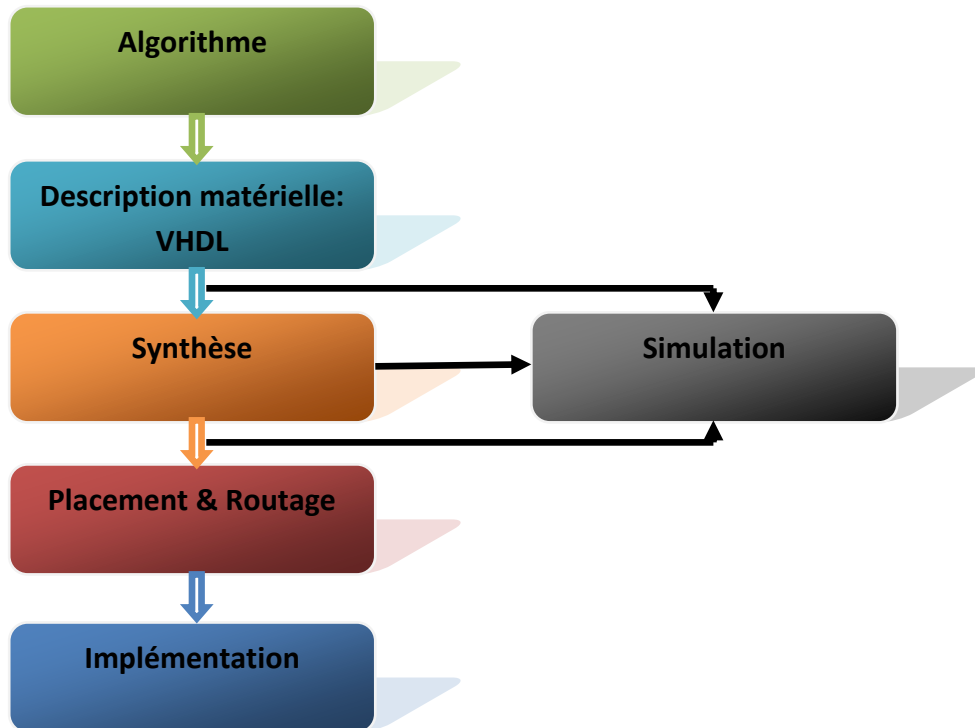 Algorithme
Description matérielle:
VHDL
Synthèse
Simulation
Placement & Routage
Implémentation